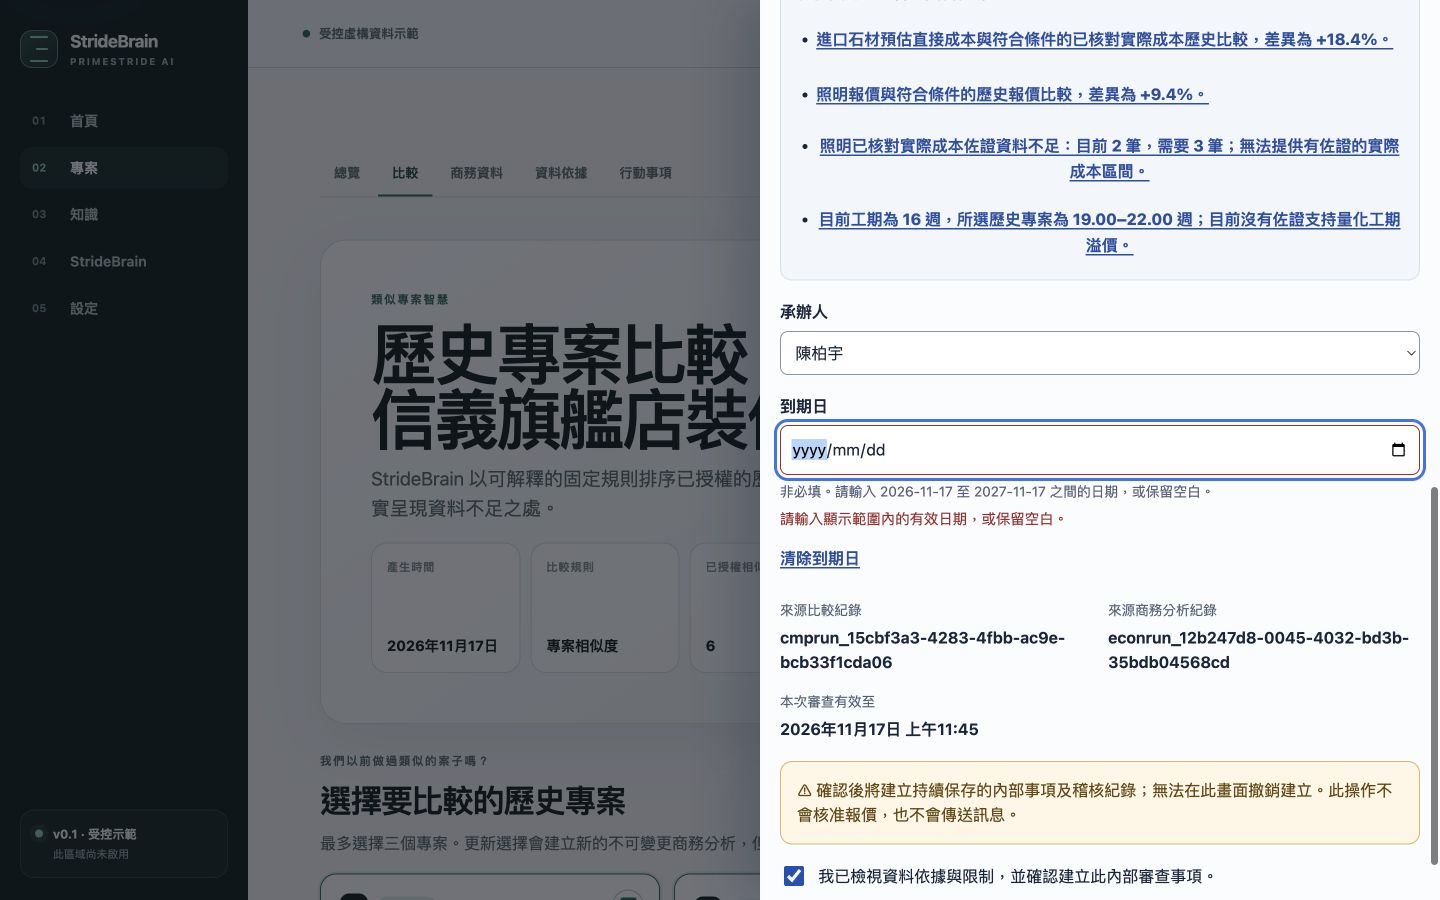 StrideBrain
PRIMESTRIDE AI
01 首頁
02 專案
03 知識
04 StrideBrain
05 設定
v0.1 · 受控示範
此區域尚未啟用
受控虛構資料示範
總覽 比較 商務資料 資料依據 行動事項
類似專案智慧
歷史專案比較
信義旗艦店裝
StrideBrain 以可解釋的固定規則排序已授權的
實呈現資料不足之處。
產生時間
2026年11月17日
比較規則
專案相似度
已授權相
6
我們以前做過類似的案子嗎？
選擇要比較的歷史專案
最多選擇三個專案。更新選擇會建立新的不可變更商務分析，
• 進口石材預估直接成本與符合條件的已核對實際成本歷史比較，差異為 +18.4%。
• 照明報價與符合條件的歷史報價比較，差異為 +9.4%。
• 照明已核對實際成本佐證資料不足：目前 2 筆，需要 3 筆；無法提供有佐證的實際
成本區間。
• 目前工期為 16 週，所選歷史專案為 19.00–22.00 週；目前沒有佐證支持量化工期
溢價。
承辦人
陳柏宇
到期日
yyyy/mm/dd
非必填。請輸入 2026-11-17 至 2027-11-17 之間的日期，或保留空白。
請輸入顯示範圍內的有效日期，或保留空白。
清除到期日
來源比較紀錄
cmprun_15cbf3a3-4283-4fbb-ac9e-
bcb33f1cda06
來源商務分析紀錄
econrun_12b247d8-0045-4032-bd3b-
35bdb04568cd
本次審查有效至
2026年11月17日 上午11:45
⚠ 確認後將建立持續保存的內部事項及稽核紀錄；無法在此畫面撤銷建立。此操作不
會核准報價，也不會傳送訊息。
我已檢視資料依據與限制，並確認建立此內部審查事項。